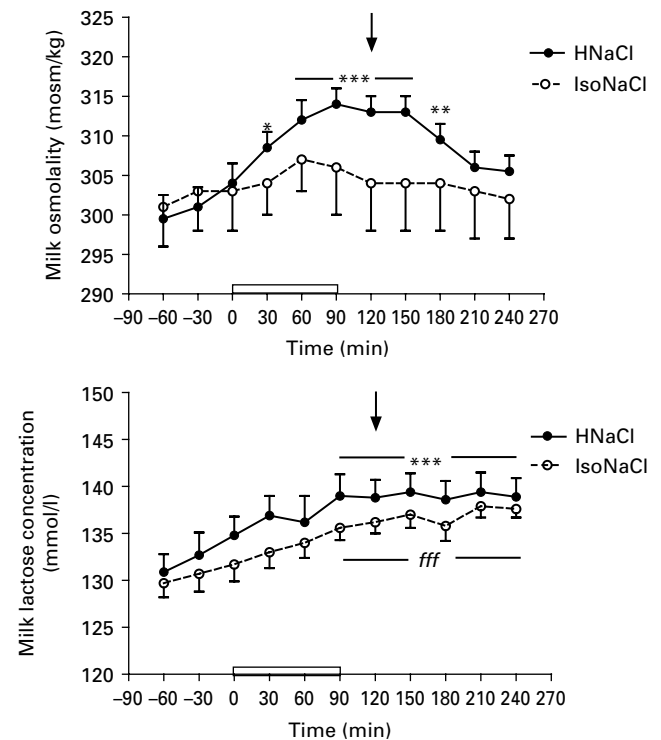 325
320
315
310
305
300
295
290
Milk osmolality (mosm/kg)
*
***
**
HNaCl
IsoNaCl
–90 –60 –30 0 30 60 90 120 150 180 210 240 270
Time (min)
150
145
140
135
130
125
120
Milk lactose concentration
(mmol/l)
***
fff
HNaCl
IsoNaCl
–90 –60 –30 0 30 60 90 120 150 180 210 240 270
Time (min)